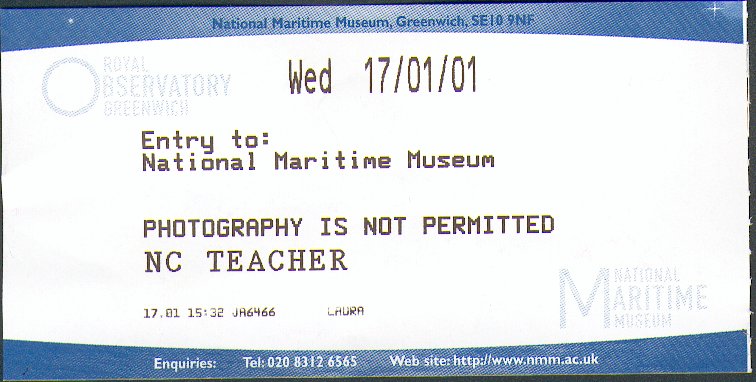 National Maritime Museum, Greenwich, SE10 9NF
ROYAL
OBSERVATORY
GREENWICH
Wed 17/01/01
Entry to:
National Maritime Museum
PHOTOGRAPHY IS NOT PERMITTED
NC TEACHER
NATIONAL
MARITIME
MUSEUM
17.01 15:32 JA6466 LAURA
Enquiries: Tel: 020 8312 6565 Web site: http://www.nmm.ac.uk